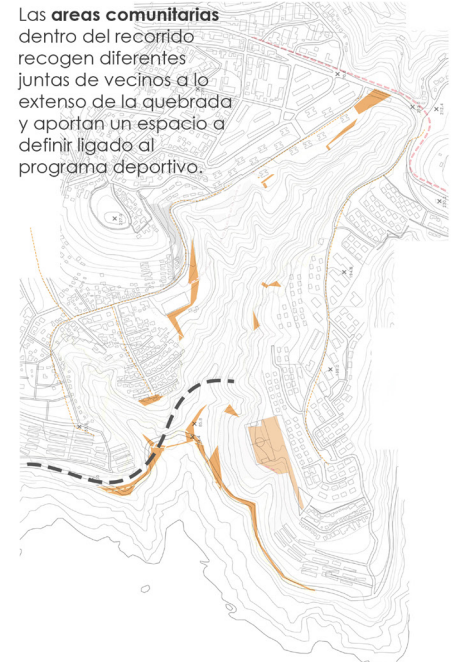 Las areas comunitarias
dentro del recorrido
recogen diferentes
juntas de vecinos a lo
extenso de la quebrada
y aportan un espacio a
definir ligado al
programa deportivo.